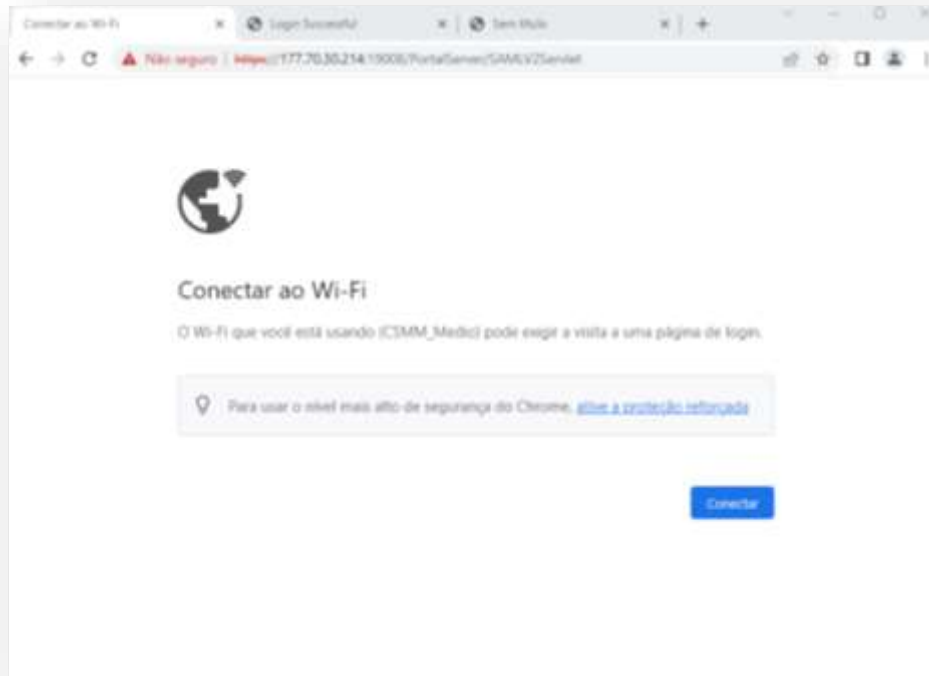 Conectar ao Wi-Fi
Login Successful
Sem título
Não seguro | https://177.70.30.214:19008/PortalServer/SAMLV2Servlet
Conectar ao Wi-Fi
O Wi-Fi que você está usando (CSMM_Medio) pode exigir a visita a uma página de login.
Para usar o nível mais alto de segurança do Chrome, ative a proteção reforçada
Conectar